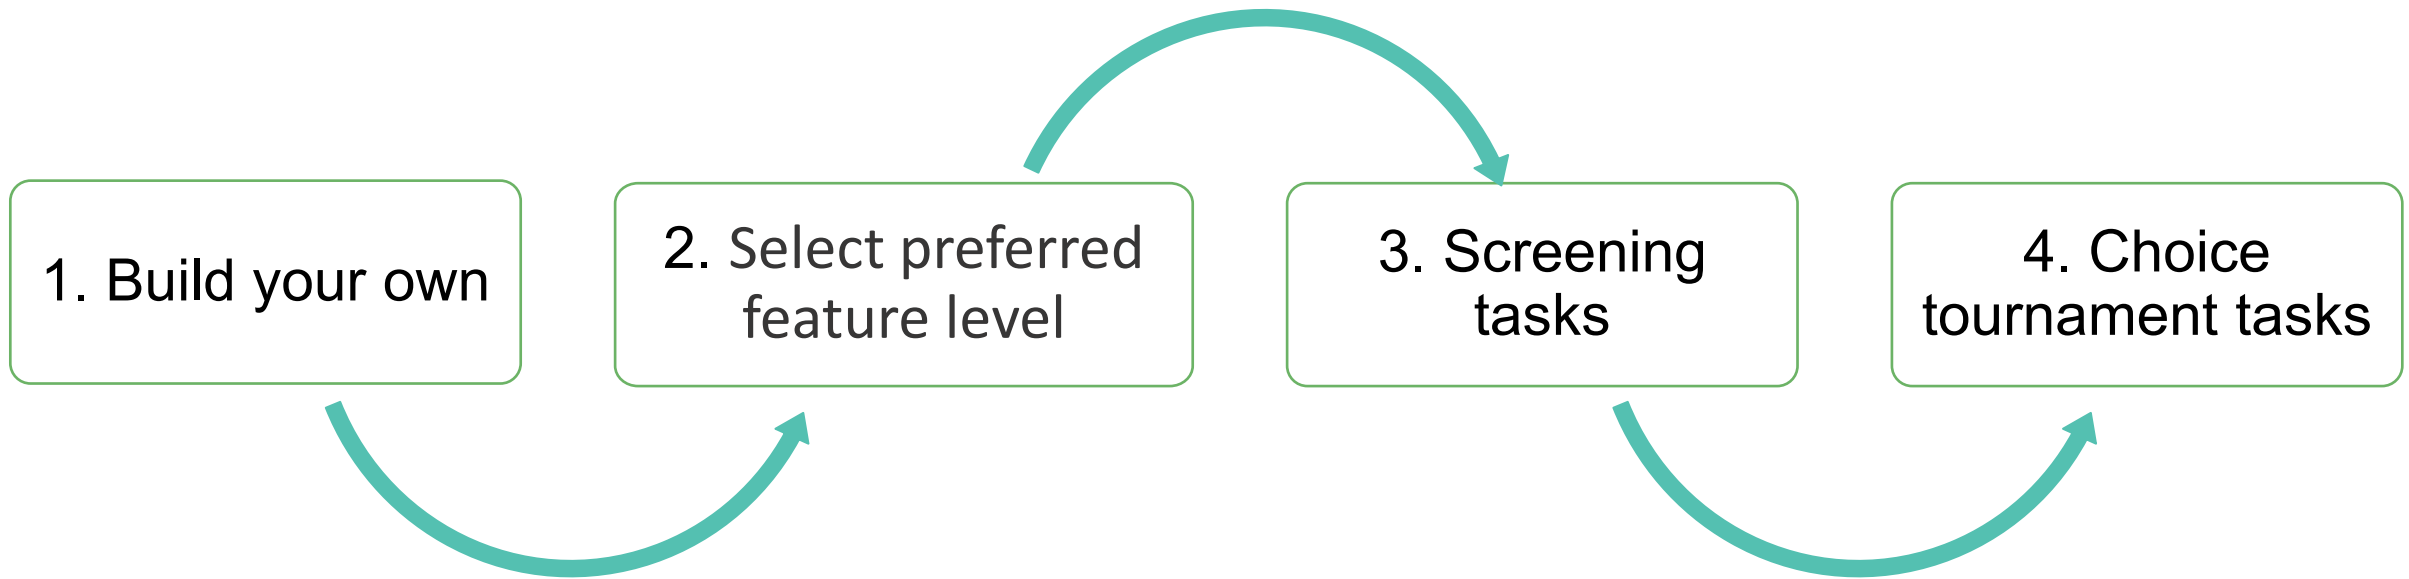 1. Build your own
2. Select preferred
feature level
3. Screening
tasks
4. Choice
tournament tasks